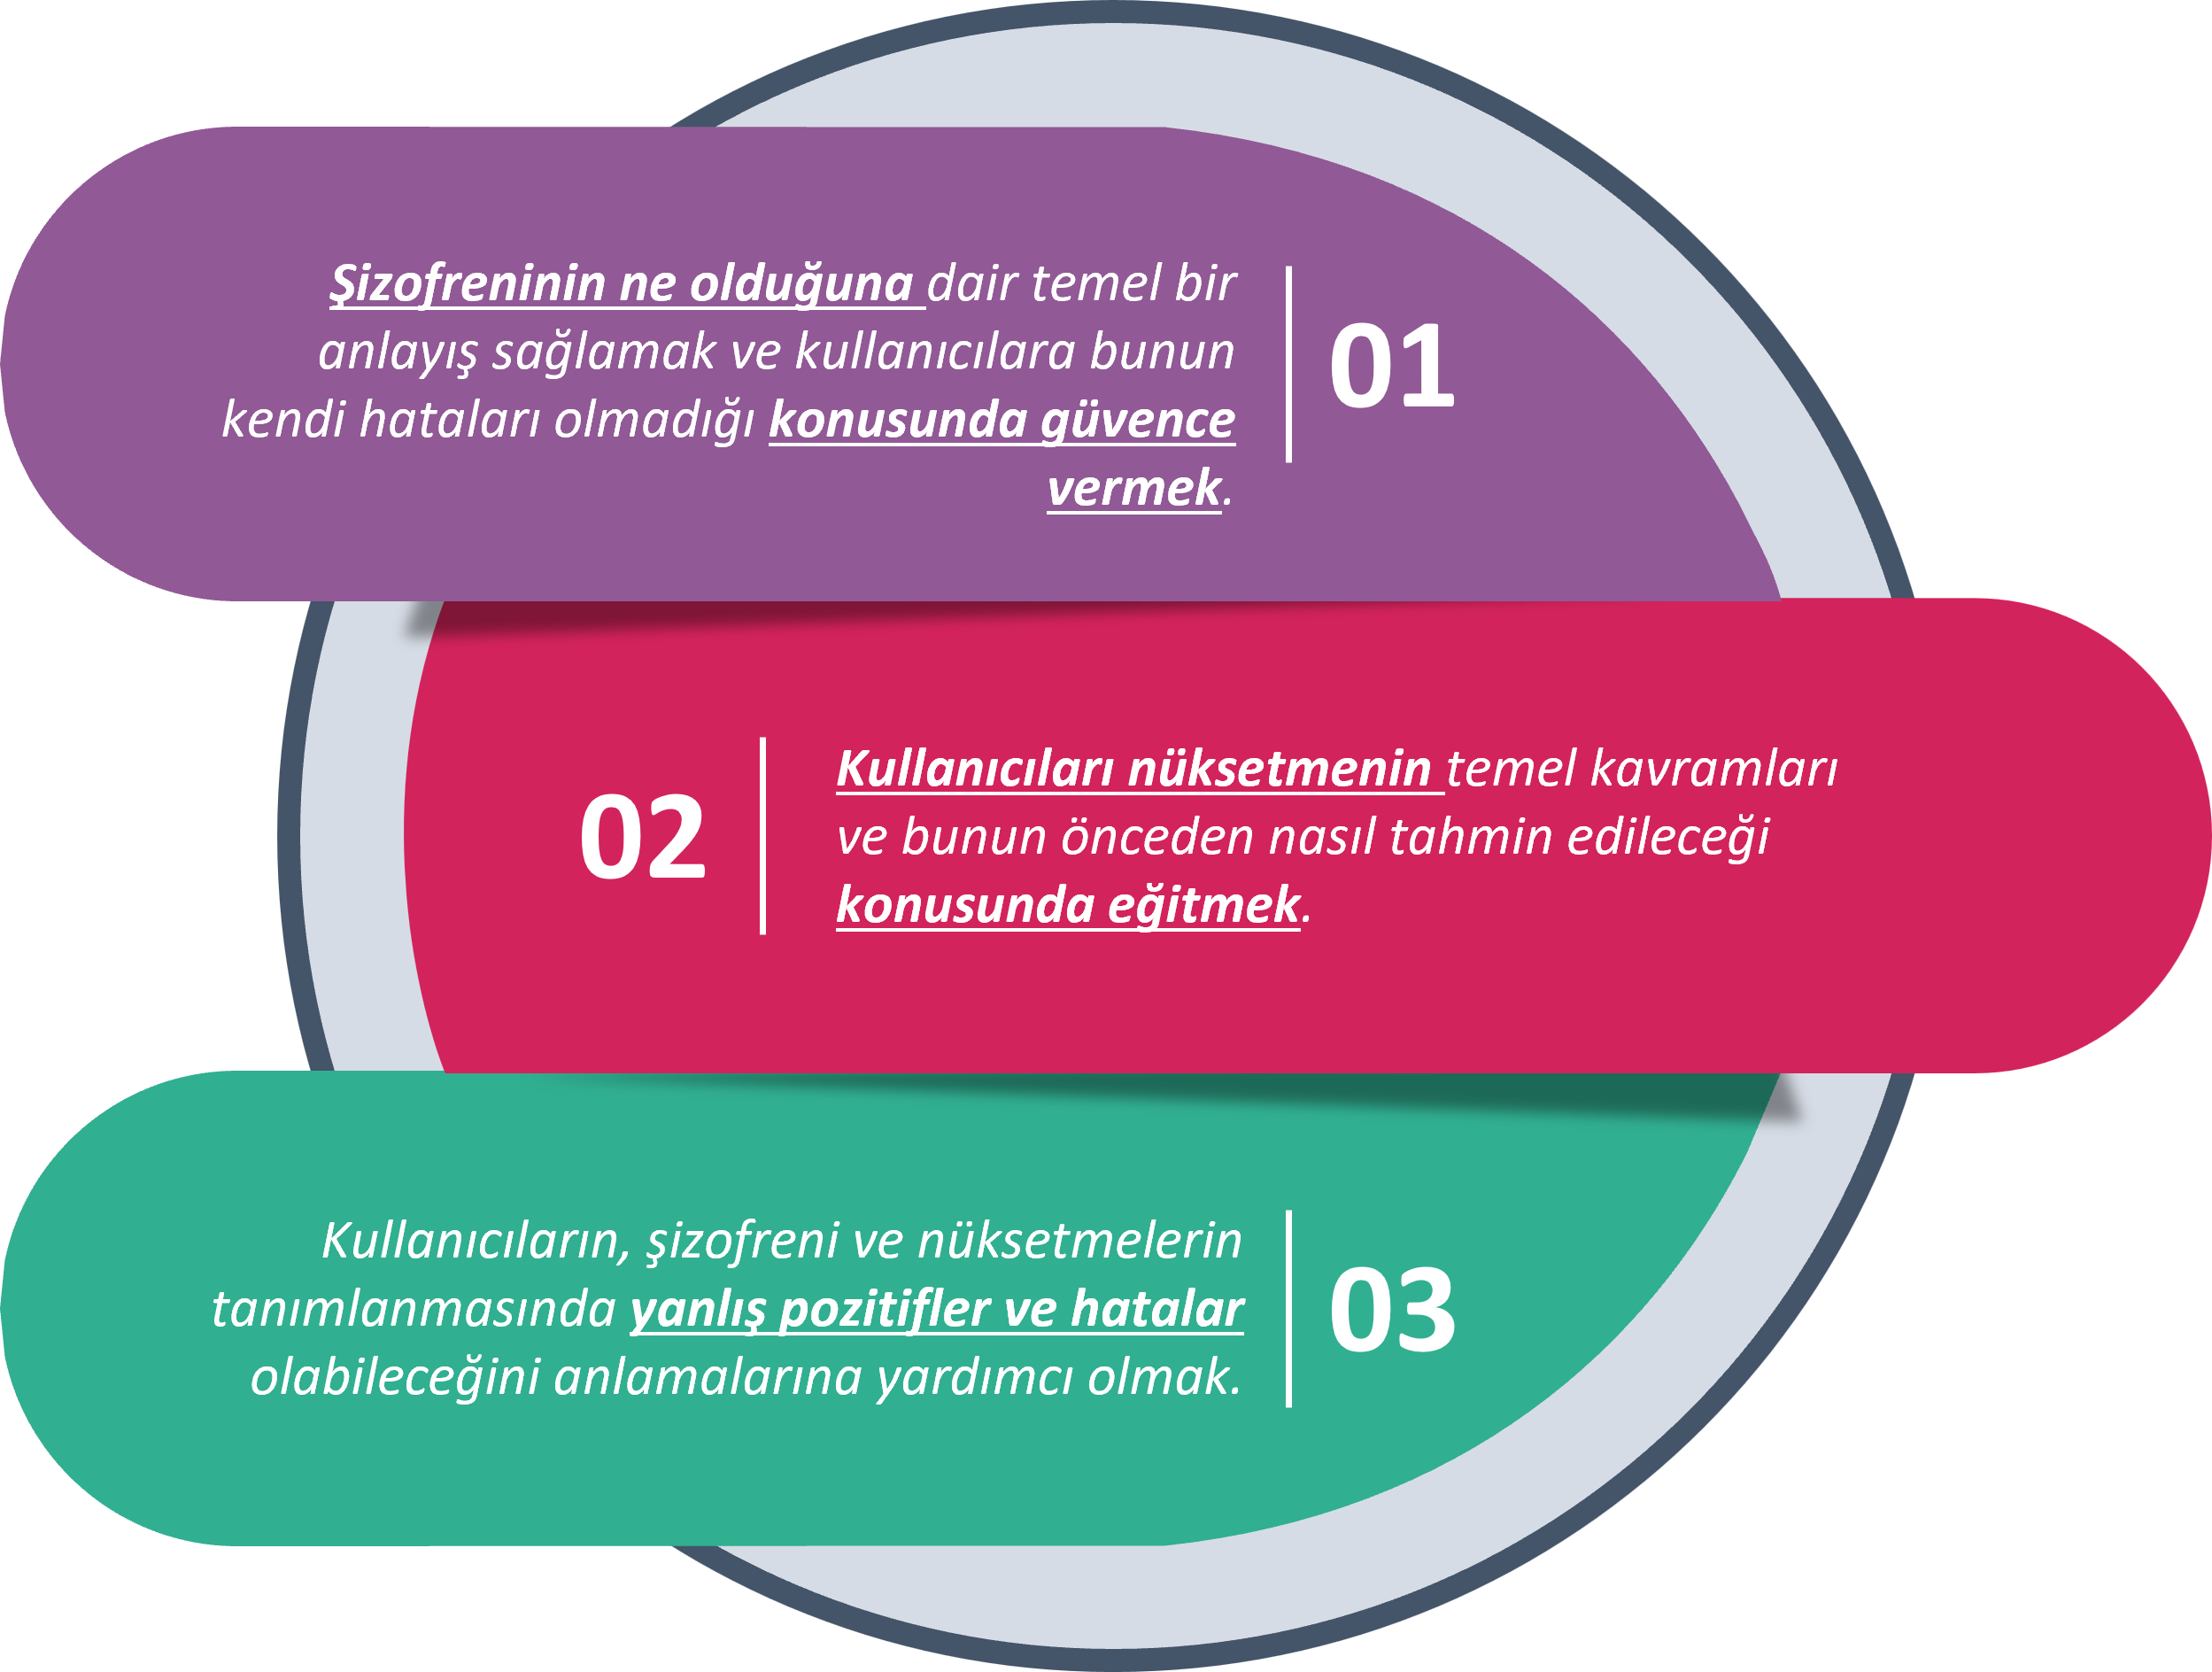 Şizofreninin ne olduğuna dair temel bir
anlayış sağlamak ve kullanıcılara bunun
kendi hataları olmadığı konusunda güvence
vermek.
01
02
Kullanıcıları nüksetmenin temel kavramları
ve bunun önceden nasıl tahmin edileceği
konusunda eğitmek.
Kullanıcıların, şizofreni ve nüksetmelerin
tanımlanmasında yanlış pozitifler ve hatalar
olabileceğini anlamalarına yardımcı olmak.
03